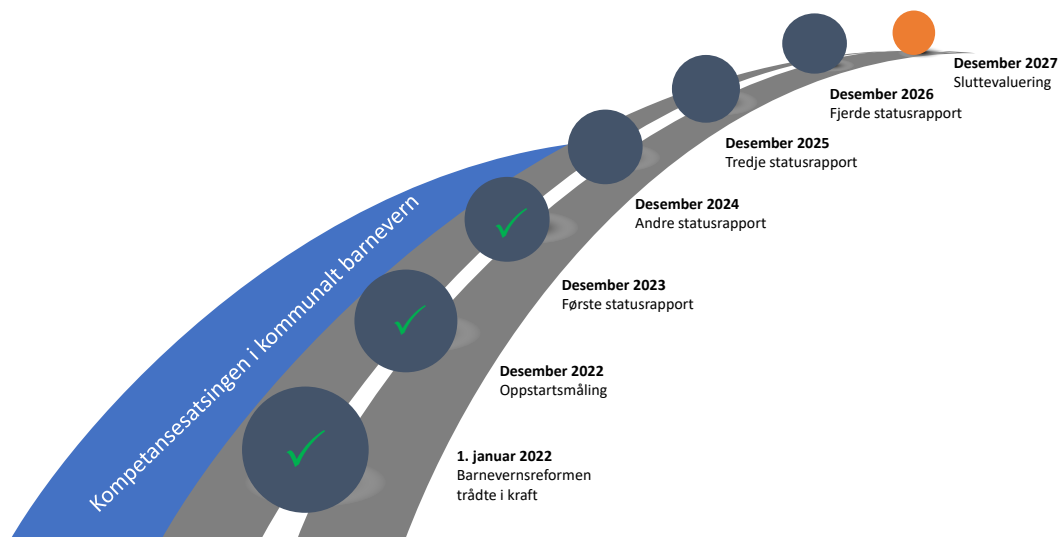 Desember 2027
Sluttevaluering
Desember 2026
Fjerde statusrapport
Desember 2025
Tredje statusrapport
Desember 2024
Andre statusrapport
Desember 2023
Første statusrapport
Desember 2022
Oppstartsmåling
1. januar 2022
Barnevernsreformen
trådte i kraft
Kompetansesatsingen i kommunalt barnevern